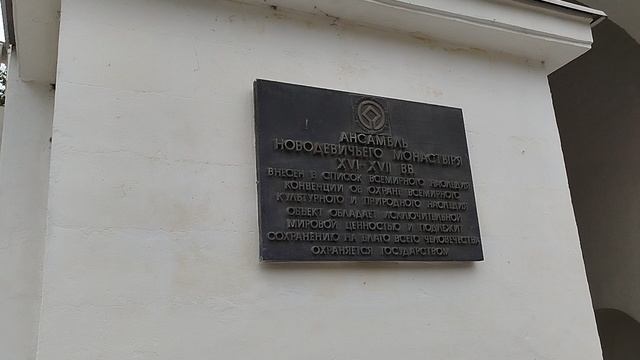 АНСАМБЛЬ
НОВОДЕВИЧЬЕГО МОНАСТЫРЯ
XVI-XVII ВВ.
ВНЕСЕН В СПИСОК ВСЕМИРНОГО НАСЛЕДИЯ
КОНВЕНЦИИ ОБ ОХРАНЕ ВСЕМИРНОГО
КУЛЬТУРНОГО И ПРИРОДНОГО НАСЛЕДИЯ
ОБЪЕКТ ОБЛАДАЕТ ИСКЛЮЧИТЕЛЬНОЙ
МИРОВОЙ ЦЕННОСТЬЮ И ПОДЛЕЖИТ
СОХРАНЕНИЮ НА БЛАГО ВСЕГО ЧЕЛОВЕЧЕСТВА
ОХРАНЯЕТСЯ ГОСУДАРСТВОМ